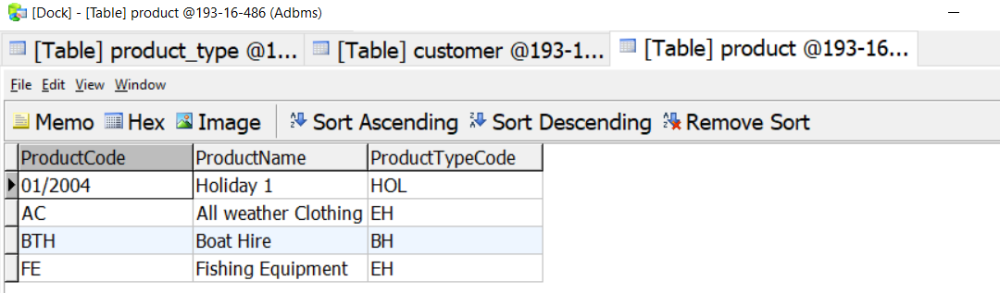 [Dock] - [Table] product @193-16-486 (Adbms)
[Table] product_type @1... [Table] customer @193-1... [Table] product @193-16...
File Edit View Window
Memo Hex Image Sort Ascending Sort Descending Remove Sort
ProductCode ProductName ProductTypeCode
01/2004 Holiday 1 HOL
AC All weather Clothing EH
BTH Boat Hire BH
FE Fishing Equipment EH